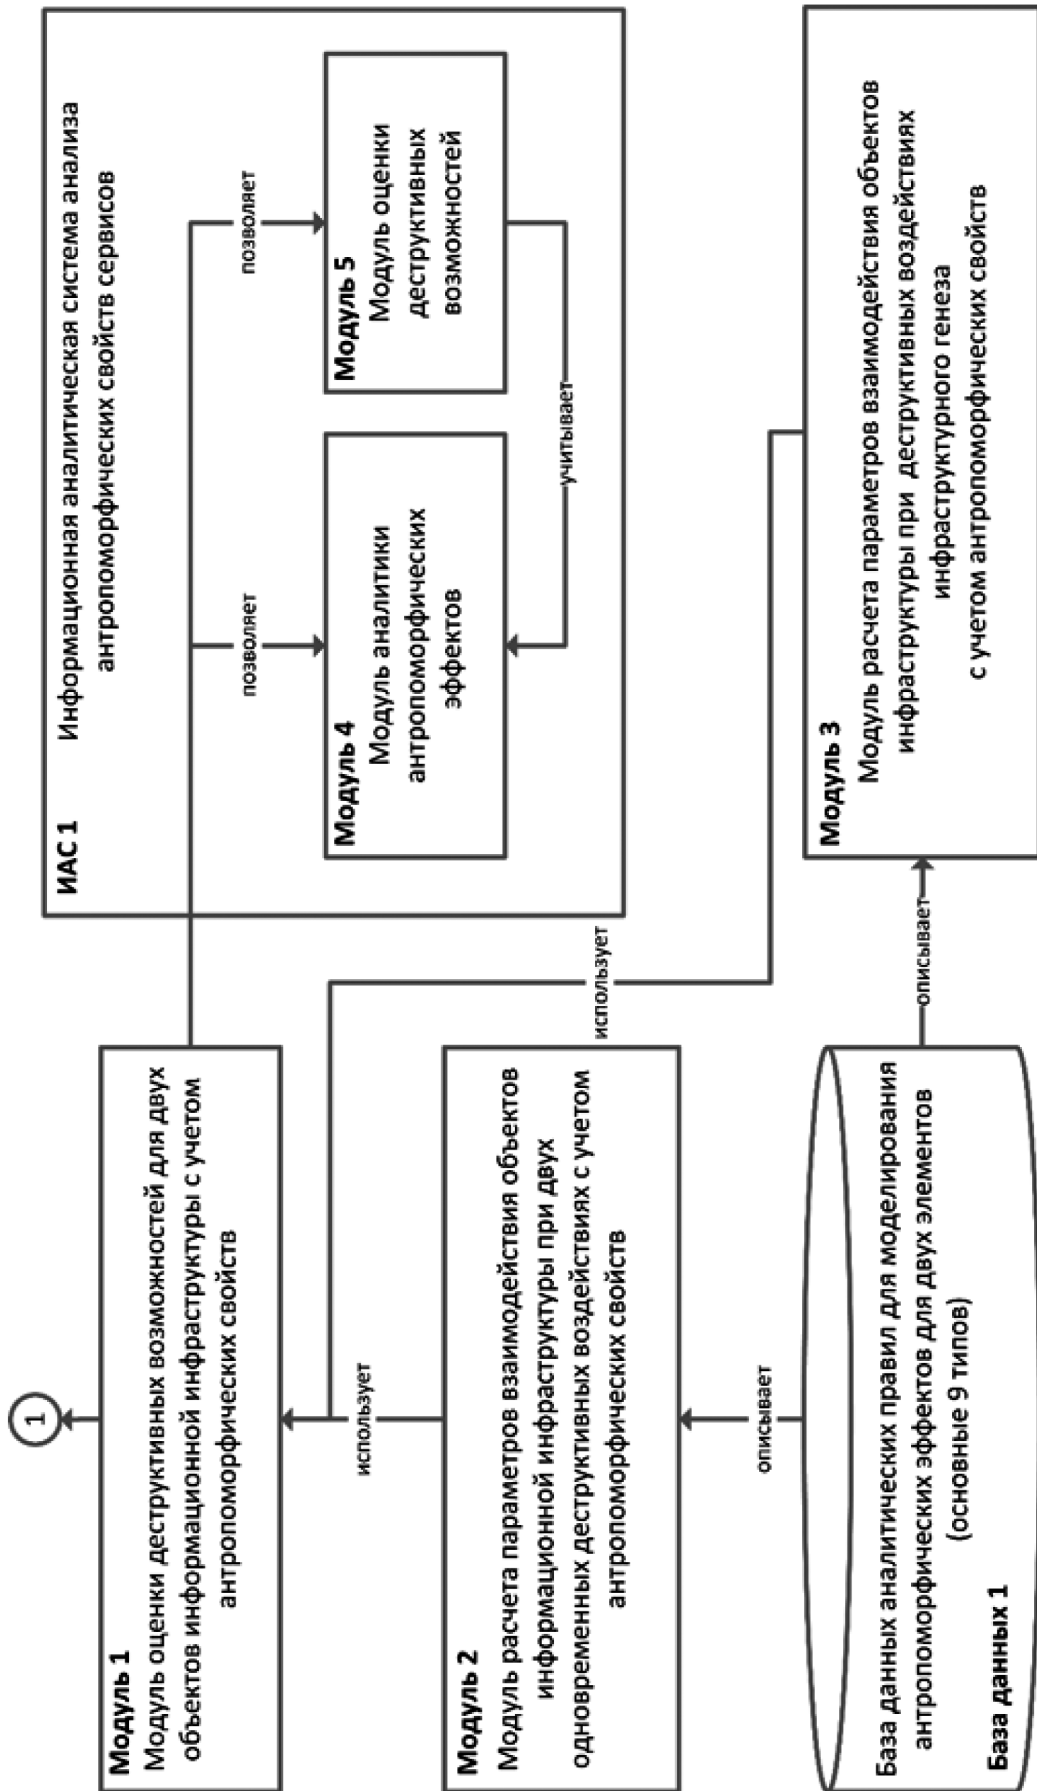 1
Модуль 1
Модуль оценки деструктивных возможностей для двух
объектов информационной инфраструктуры с учетом
антропоморфических свойств
использует
Модуль 2
Модуль расчета параметров взаимодействия объектов
информационной инфраструктуры при двух
одновременных деструктивных воздействиях с учетом
антропоморфических свойств
описывает
База данных аналитических правил для моделирования
антропоморфических эффектов для двух элементов
(основные 9 типов)
База данных 1
ИАС 1
Информационная аналитическая система анализа
антропоморфических свойств сервисов
позволяет
позволяет
Модуль 4
Модуль аналитики
антропоморфических
эффектов
Модуль 5
Модуль оценки
деструктивных
возможностей
учитывает
использует
описывает
Модуль 3
Модуль расчета параметров взаимодействия объектов
инфраструктуры при деструктивных воздействиях
инфраструктурного генеза
с учетом антропоморфических свойств